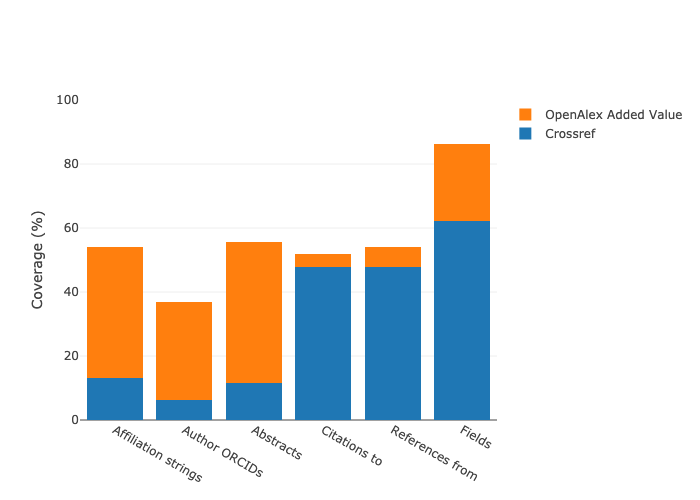 100
80
60
40
20
0
Coverage (%)
Affiliation strings
Author ORCIDs
Abstracts
Citations to
References from
Fields
OpenAlex Added Value
Crossref